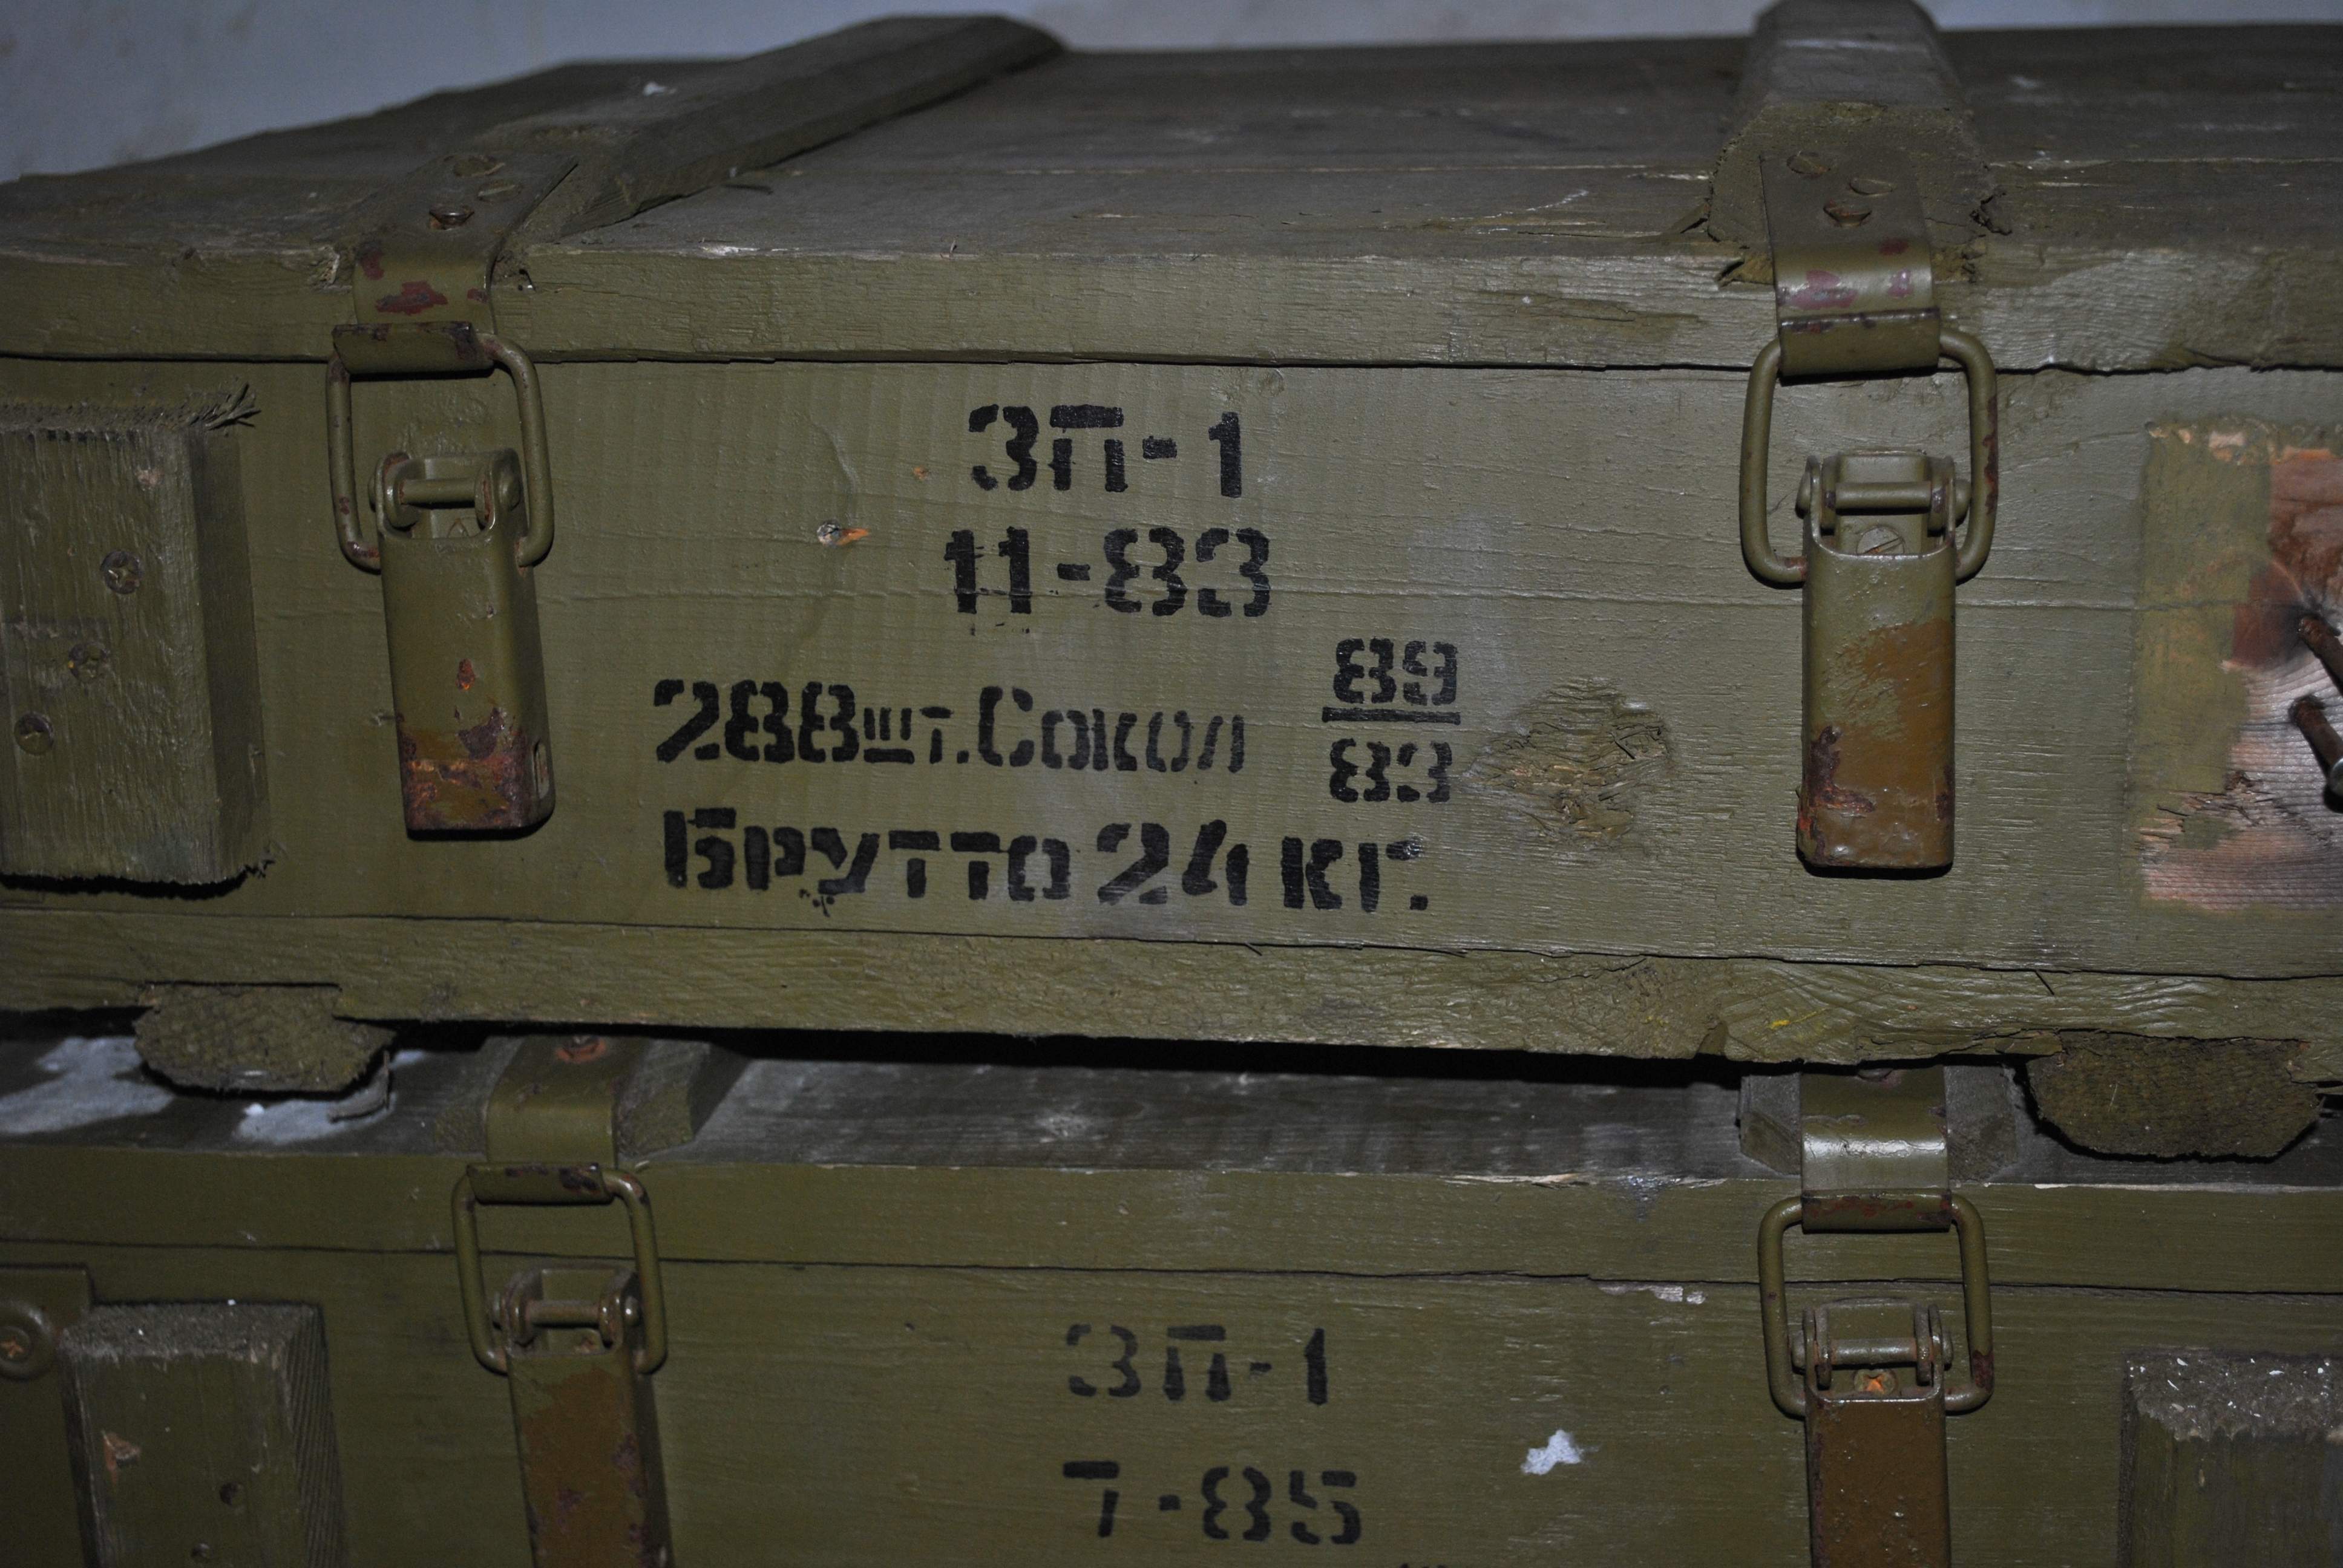 ЗП-1
11-83
288шт. Сокол 89/83
Брутто 24 кг.
ЗП-1
7-85